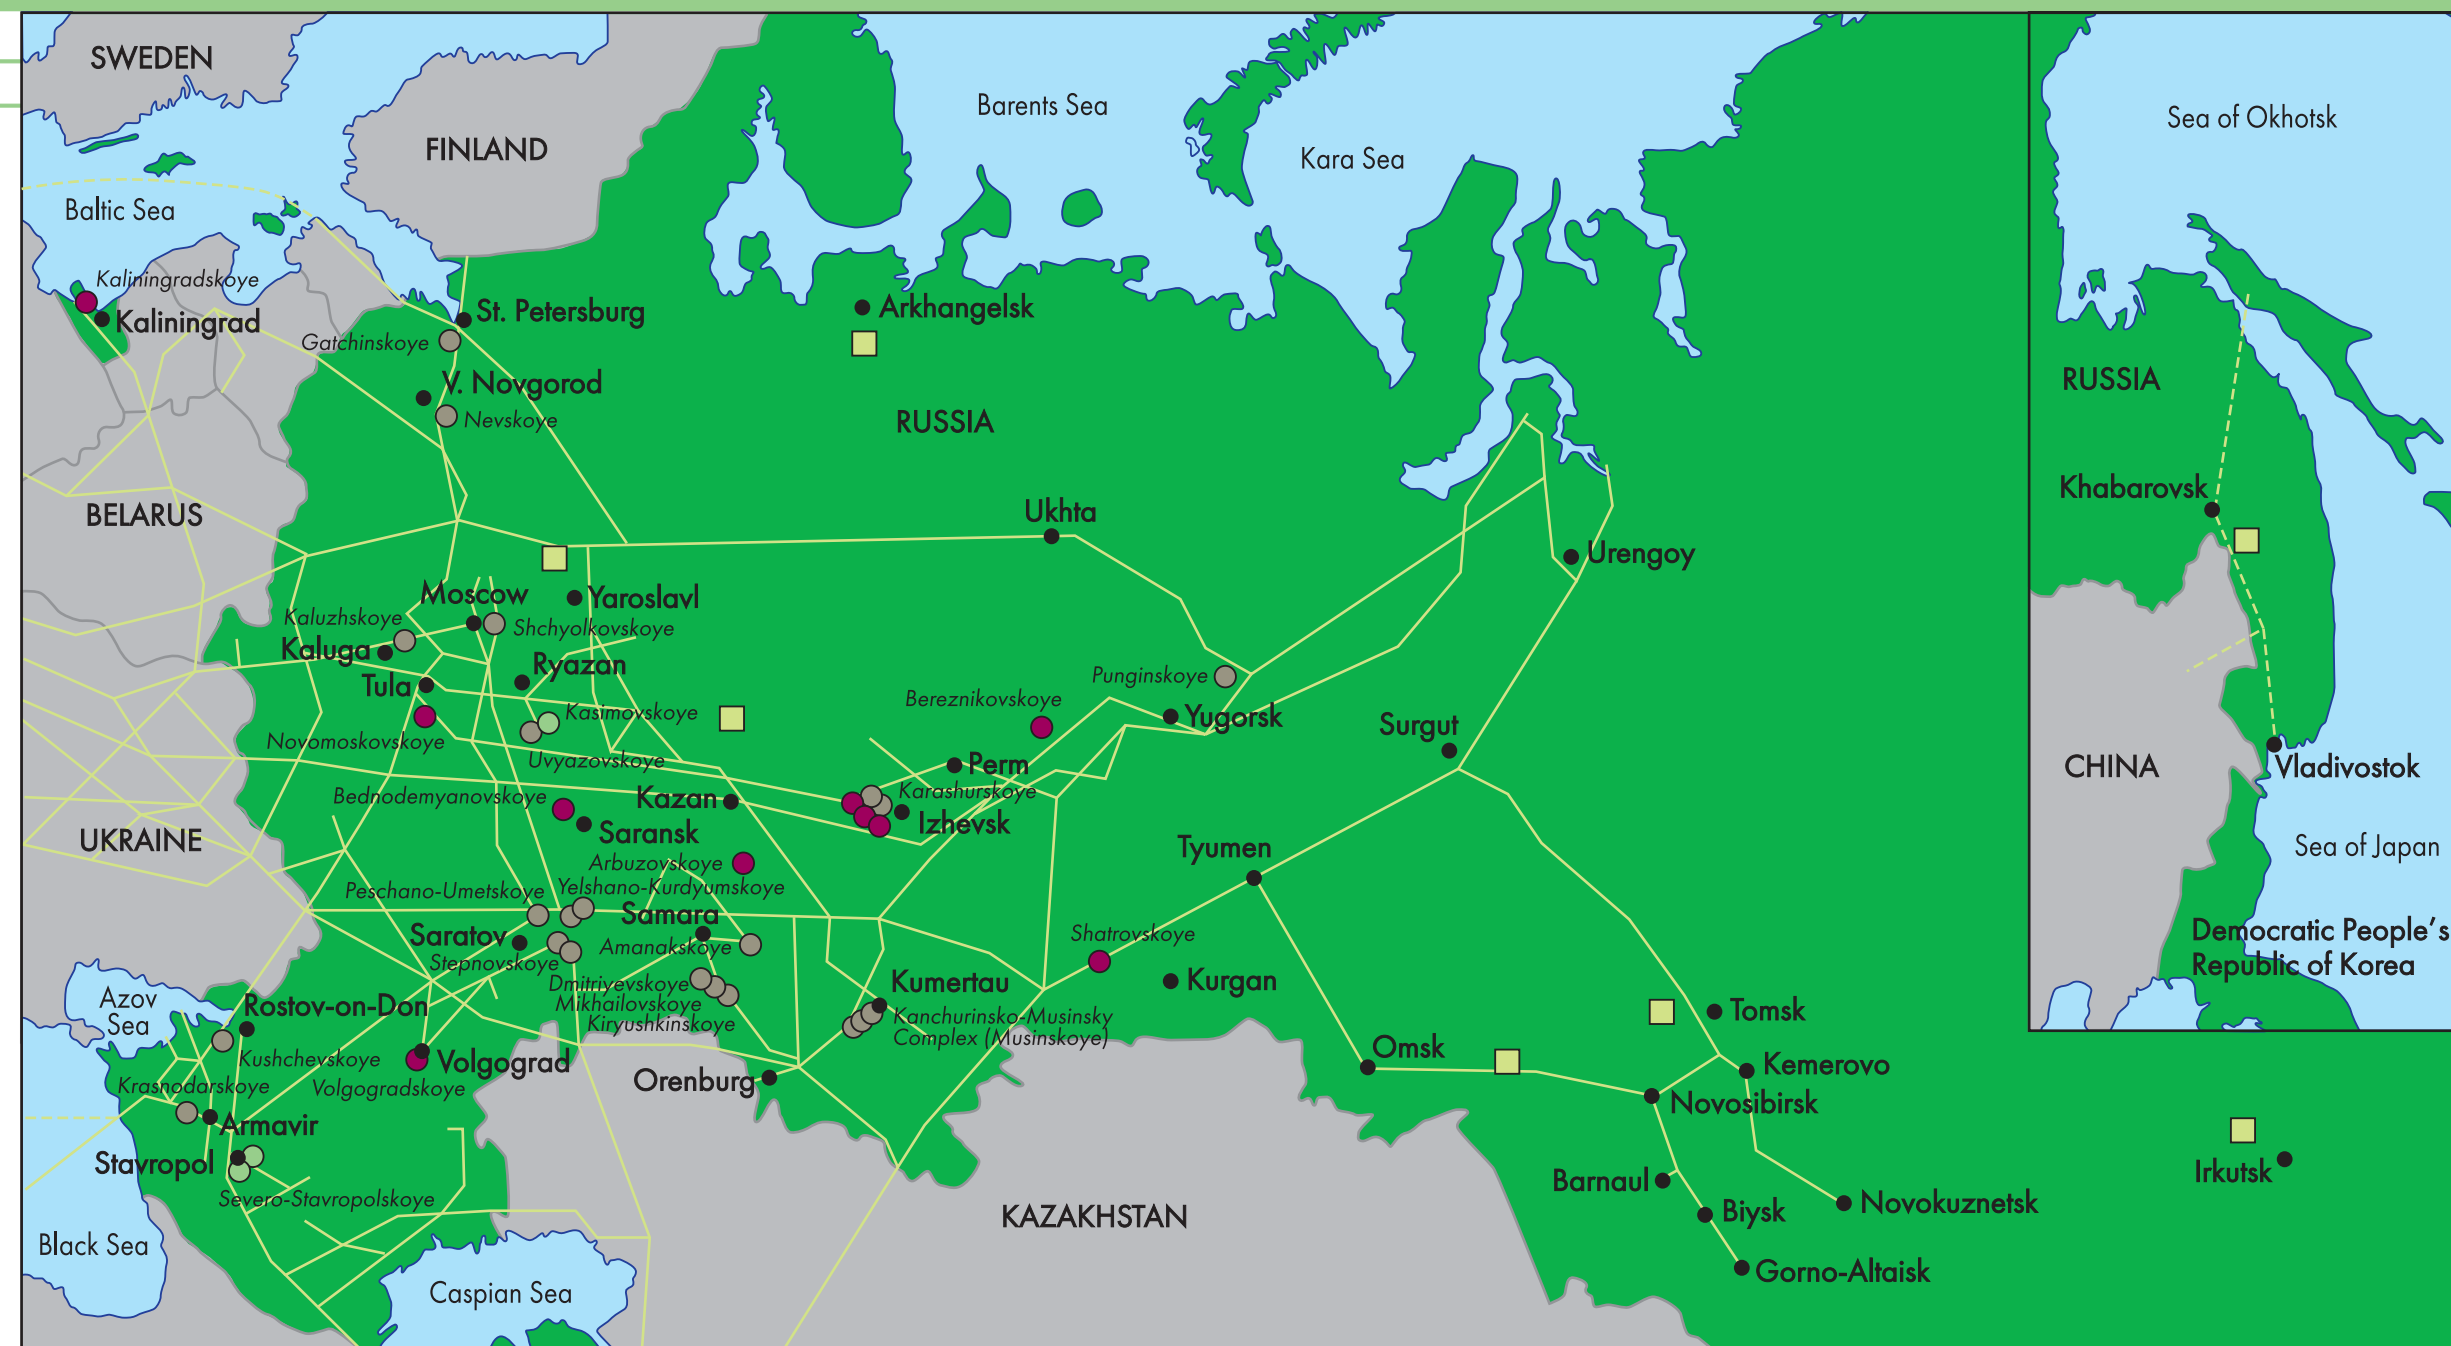 SWEDEN
FINLAND
Barents Sea
Kara Sea
Sea of Okhotsk
Baltic Sea
Kaliningradskoye
Kaliningrad
St. Petersburg
Gatchinskoye
Arkhangelsk
V. Novgorod
Nevskoye
RUSSIA
RUSSIA
BELARUS
Ukhta
Urengoy
Khabarovsk
Moscow
Yaroslavl
Kaluzhskoye
Shchyolkovskoye
Kaluga
Ryazan
Tula
Kasimovskoye
Punginskoye
Bereznikovskoye
Yugorsk
Surgut
Novomoskovskoye
Uvyazovskoye
Perm
CHINA
Vladivostok
Bednodemyanovskoye
Kazan
Karashurskoye
Izhevsk
UKRAINE
Saransk
Tyumen
Sea of Japan
Arbuzovskoye
Peschano-Umetskoye
Yelshano-Kurdyumskoye
Samara
Saratov
Amanakskoye
Shatrovskoye
Democratic People's
Republic of Korea
Stepnovskoye
Dmitriyevskoye
Mikhailovskoye
Kiryushkinskoye
Kumertau
Kurgan
Azov
Sea
Rostov-on-Don
Kanchurinsko-Musinsky
Complex (Musinskoye)
Tomsk
Kushchevskoye
Volgograd
Omsk
Kemerovo
Krasnodarskoye
Volgogradskoye
Orenburg
Novosibirsk
Armavir
Stavropol
Severo-Stavropolskoye
Barnaul
Irkutsk
KAZAKHSTAN
Biysk
Novokuznetsk
Black Sea
Caspian Sea
Gorno-Altaisk